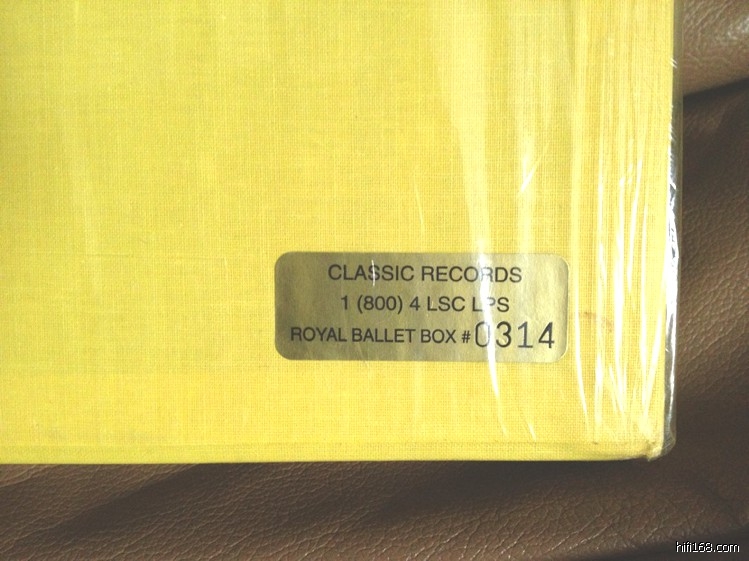 CLASSIC RECORDS
1 (800) 4 LSC LPS
ROYAL BALLET BOX # 0314
hifi168.com